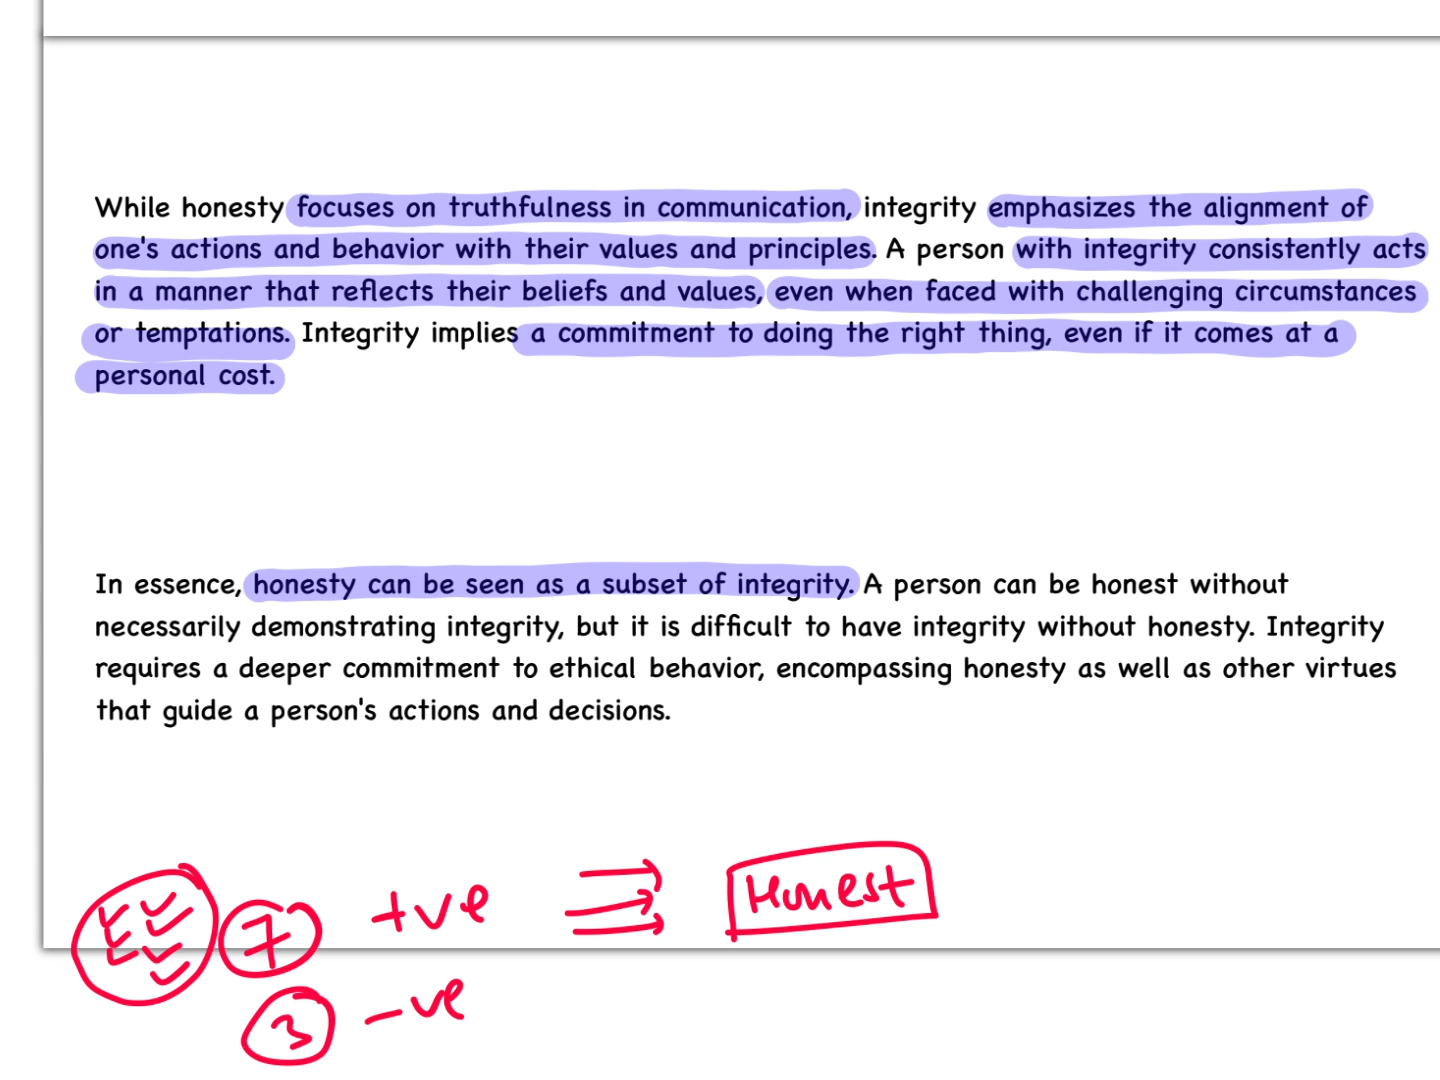 While honesty focuses on truthfulness in communication, integrity emphasizes the alignment of
one's actions and behavior with their values and principles. A person with integrity consistently acts
in a manner that reflects their beliefs and values, even when faced with challenging circumstances
or temptations. Integrity implies a commitment to doing the right thing, even if it comes at a
personal cost.
In essence, honesty can be seen as a subset of integrity. A person can be honest without
necessarily demonstrating integrity, but it is difficult to have integrity without honesty. Integrity
requires a deeper commitment to ethical behavior, encompassing honesty as well as other virtues
that guide a person's actions and decisions.
7 +ve Honest
3 -ve